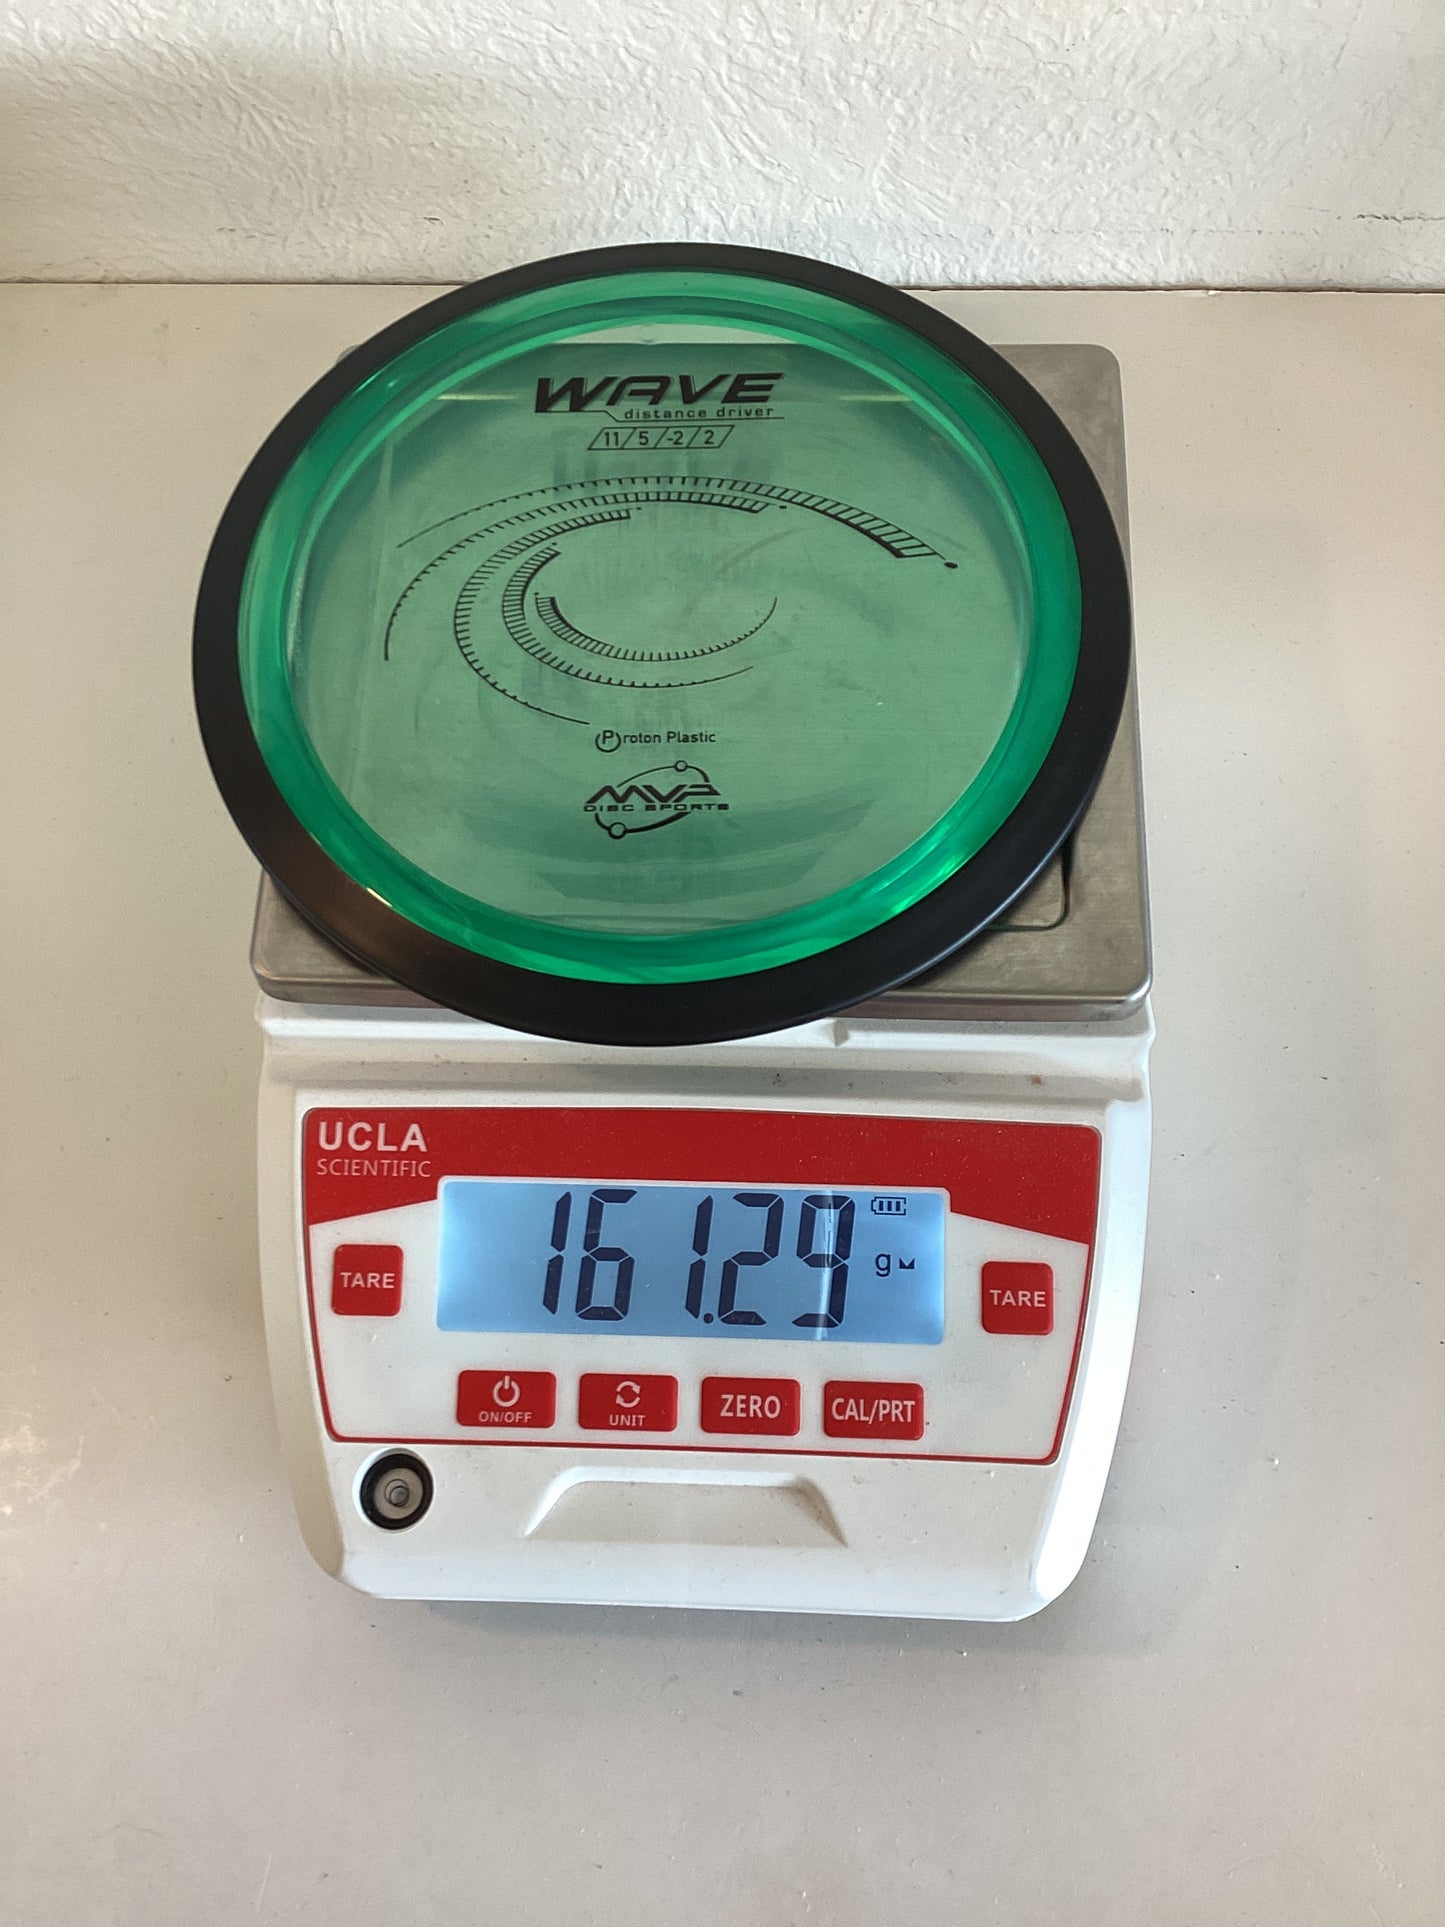 WAVE
distance driver
11/5/-2/2
Proton Plastic
MVP
DISC SPORTS
UCLA
SCIENTIFIC
161.29 g
TARE
TARE
ON/OFF
UNIT
ZERO
CAL/PRT